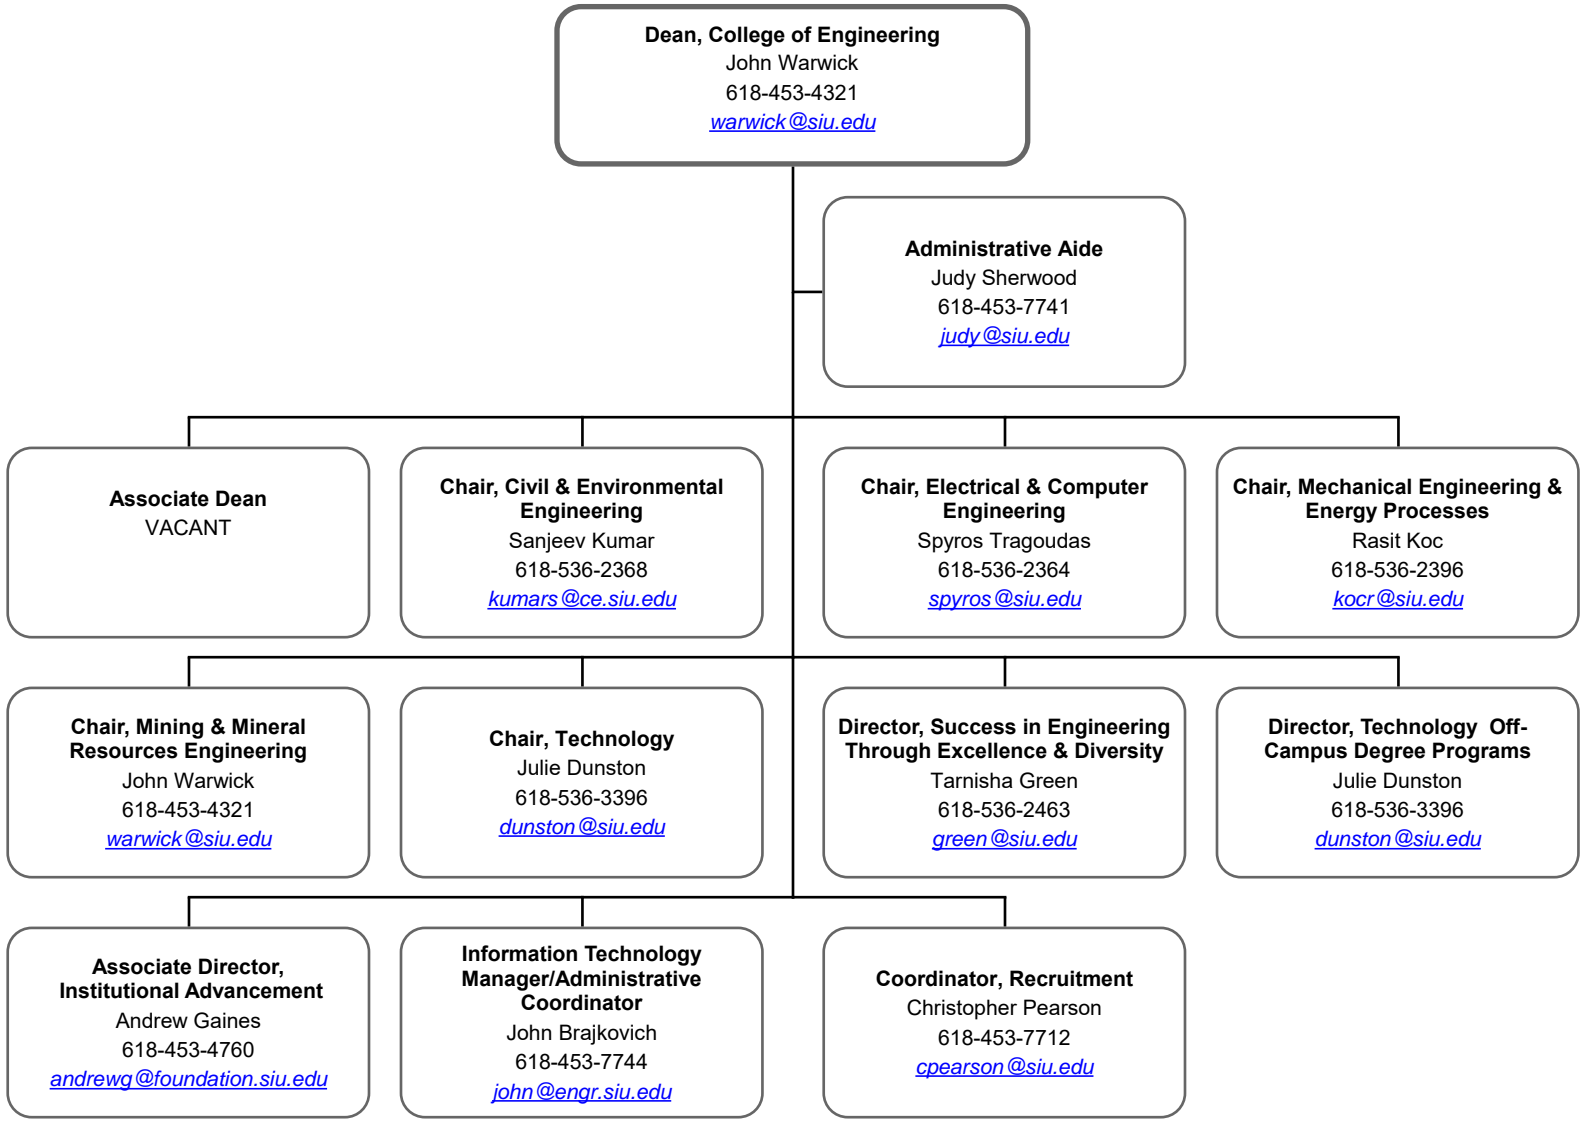 Dean, College of Engineering
John Warwick
618-453-4321
warwick@siu.edu
Administrative Aide
Judy Sherwood
618-453-7741
judy@siu.edu
Associate Dean
VACANT
Chair, Civil & Environmental
Engineering
Sanjeev Kumar
618-536-2368
kumars@ce.siu.edu
Chair, Electrical & Computer
Engineering
Spyros Tragoudas
618-536-2364
spyros@siu.edu
Chair, Mechanical Engineering &
Energy Processes
Rasit Koc
618-536-2396
kocr@siu.edu
Chair, Mining & Mineral
Resources Engineering
John Warwick
618-453-4321
warwick@siu.edu
Chair, Technology
Julie Dunston
618-536-3396
dunston@siu.edu
Director, Success in Engineering
Through Excellence & Diversity
Tarnisha Green
618-536-2463
green@siu.edu
Director, Technology  Off-
Campus Degree Programs
Julie Dunston
618-536-3396
dunston@siu.edu
Associate Director,
Institutional Advancement
Andrew Gaines
618-453-4760
andrewg@foundation.siu.edu
Information Technology
Manager/Administrative
Coordinator
John Brajkovich
618-453-7744
john@engr.siu.edu
Coordinator, Recruitment
Christopher Pearson
618-453-7712
cpearson@siu.edu